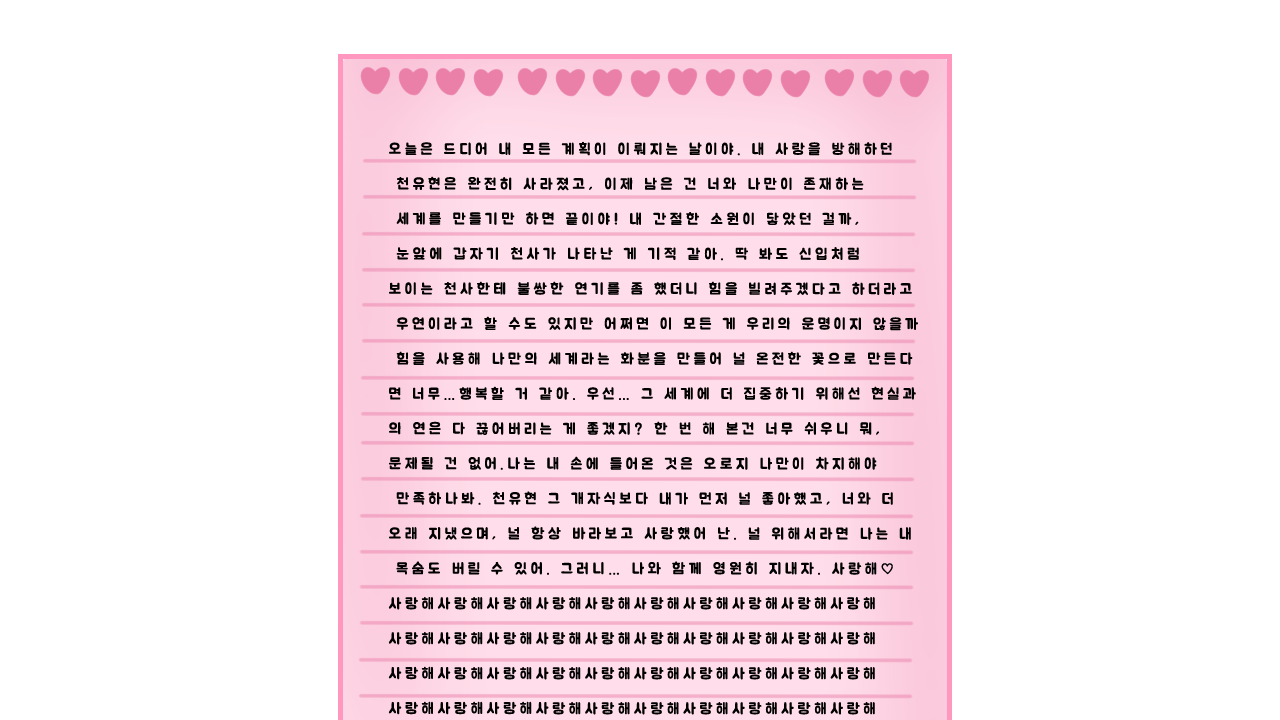 오늘은 드디어 내 모든 계획이 이뤄지는 날이야. 내 사랑을 방해하던
천유현은 완전히 사라졌고, 이제 남은 건 너와 나만이 존재하는
세계를 만들기만 하면 끝이야! 내 간절한 소원이 닿았던 걸까,
눈앞에 갑자기 천사가 나타난 게 기적 같아. 딱 봐도 신입처럼
보이는 천사한테 불쌍한 연기를 좀 했더니 힘을 빌려주겠다고 하더라고
우연이라고 할 수도 있지만 어쩌면 이 모든 게 우리의 운명이지 않을까
힘을 사용해 나만의 세계라는 화분을 만들어 널 온전한 꽃으로 만든다
면 너무...행복할 거 같아. 우선... 그 세계에 더 집중하기 위해선 현실과
의 연은 다 끊어버리는 게 좋겠지? 한 번 해 본건 너무 쉬우니 뭐,
문제될 건 없어.나는 내 손에 들어온 것은 오로지 나만이 차지해야
만족하나봐. 천유현 그 개자식보다 내가 먼저 널 좋아했고, 너와 더
오래 지냈으며, 널 항상 바라보고 사랑했어 난. 널 위해서라면 나는 내
목숨도 버릴 수 있어. 그러니... 나와 함께 영원히 지내자. 사랑해♡
사랑해사랑해사랑해사랑해사랑해사랑해사랑해사랑해사랑해사랑해
사랑해사랑해사랑해사랑해사랑해사랑해사랑해사랑해사랑해사랑해
사랑해사랑해사랑해사랑해사랑해사랑해사랑해사랑해사랑해사랑해
사랑해사랑해사랑해사랑해사랑해사랑해사랑해사랑해사랑해사랑해